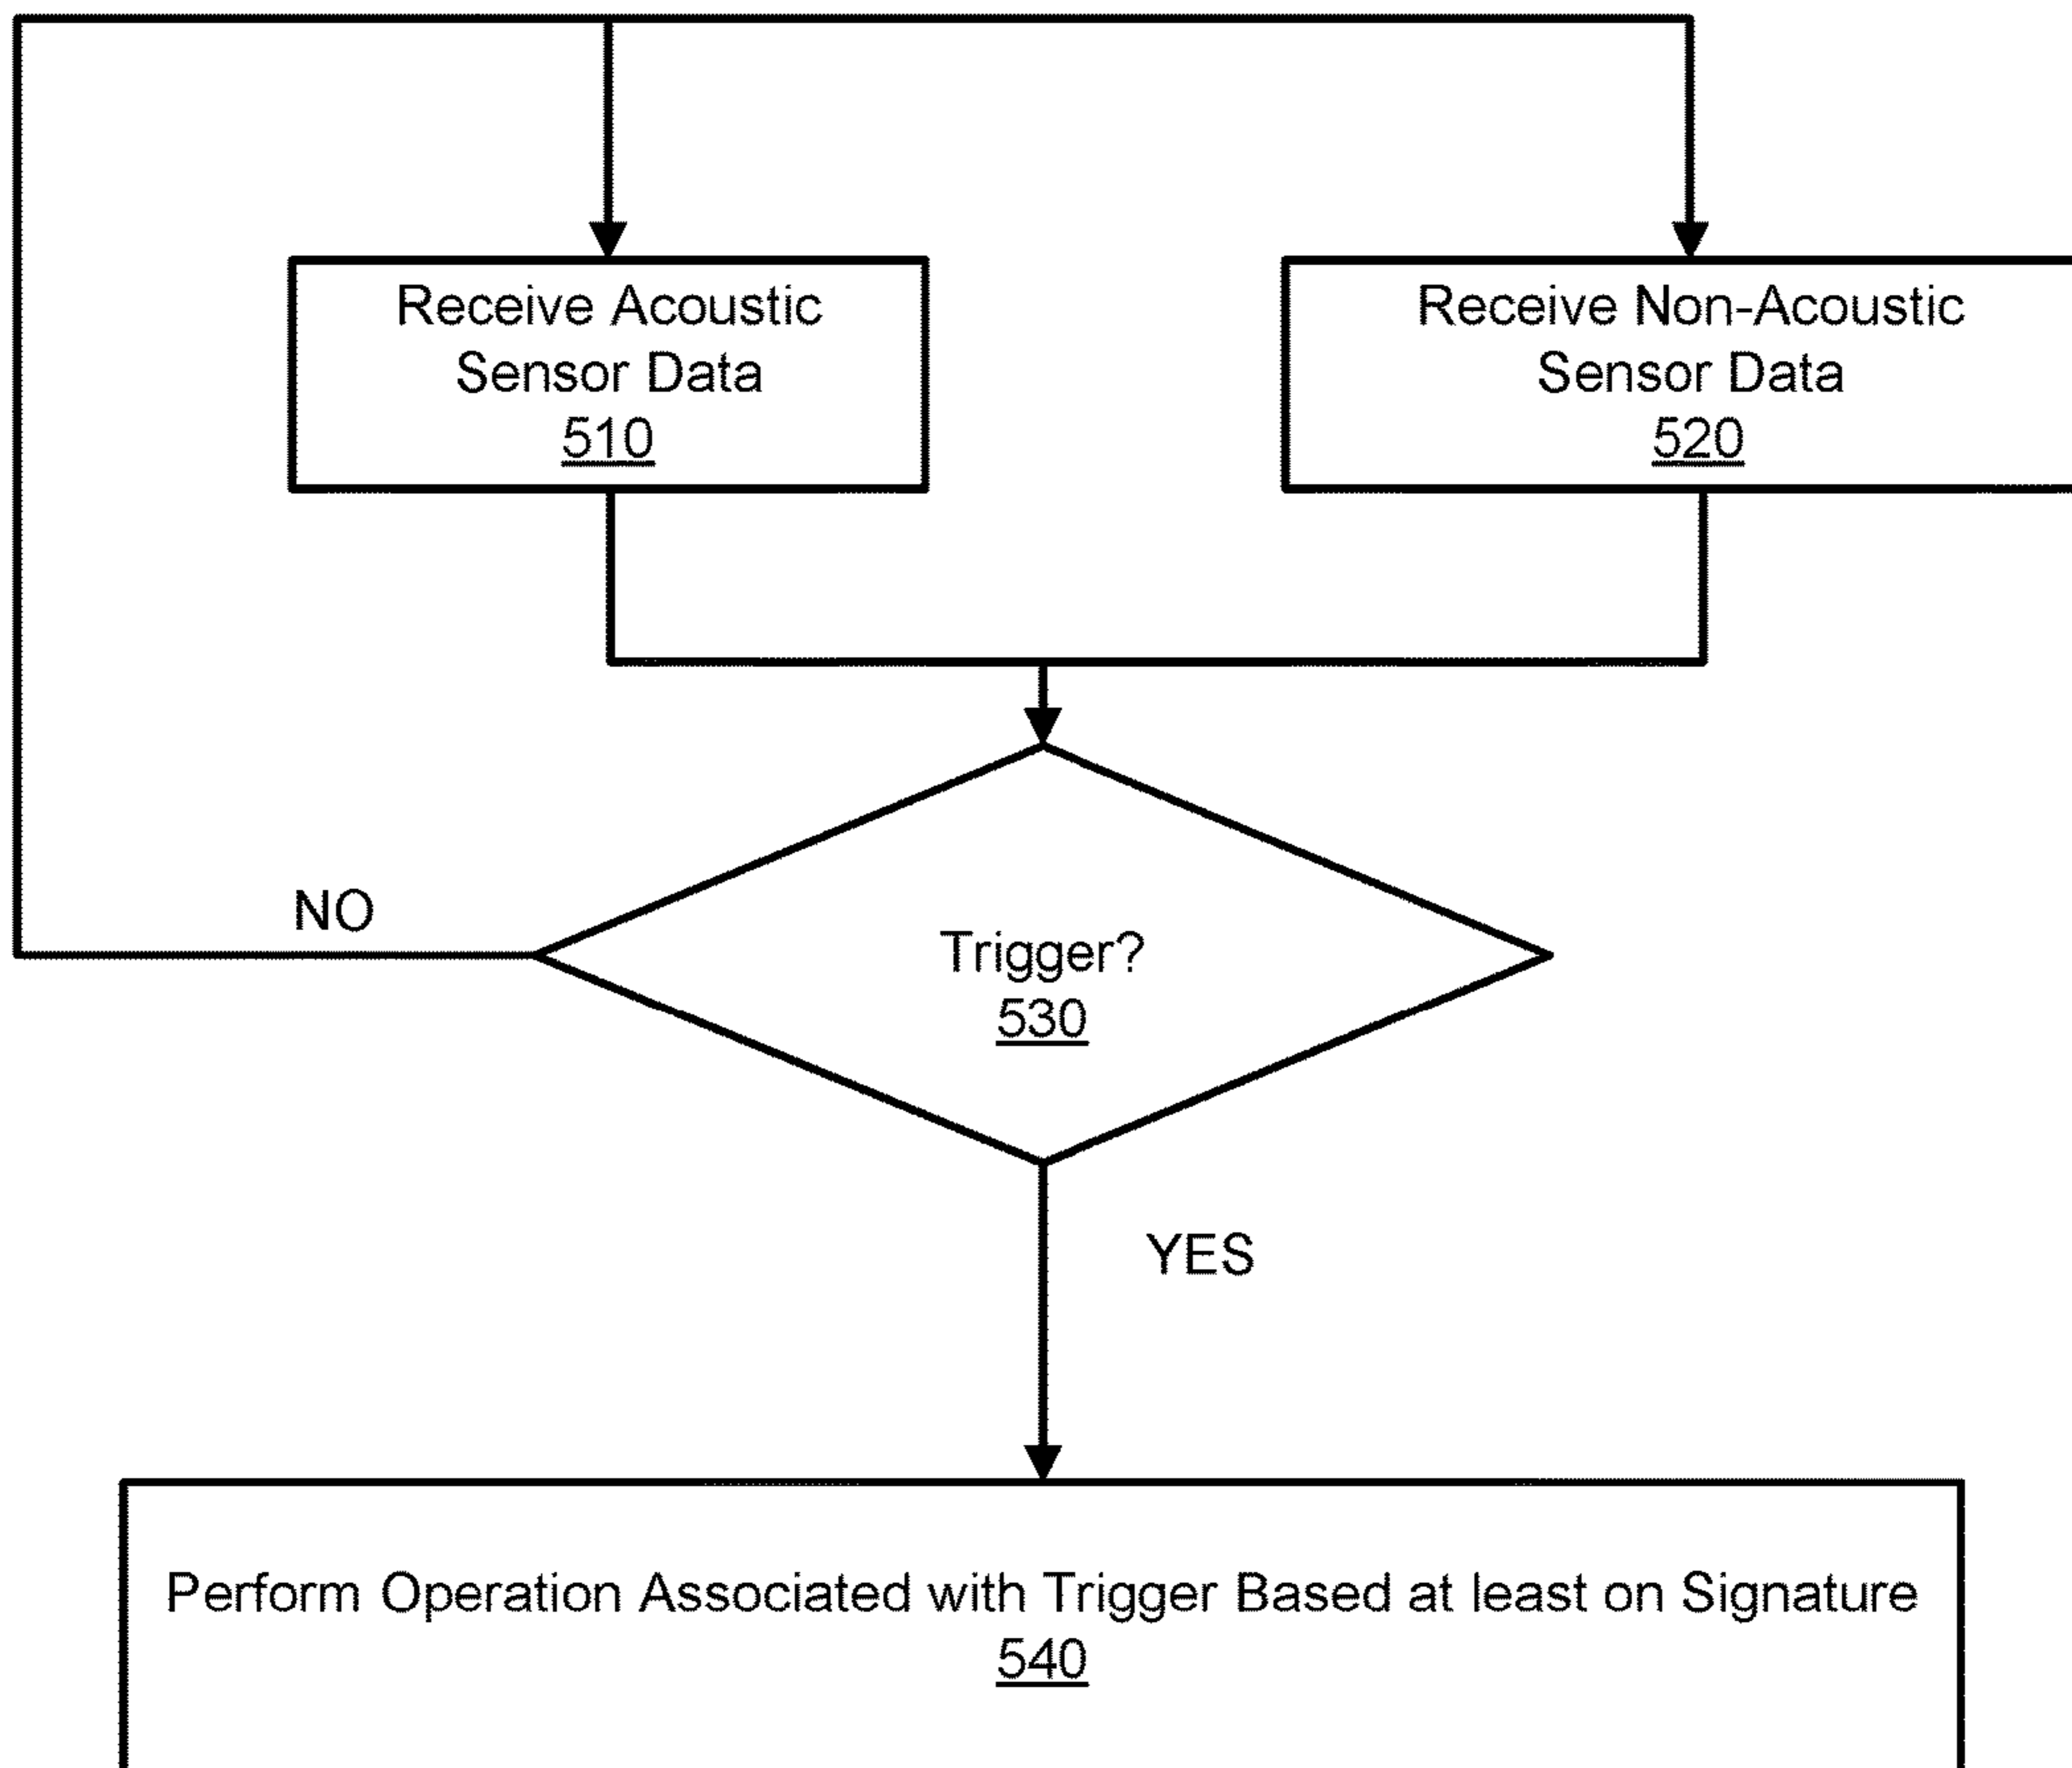 Receive Acoustic
Sensor Data
510
Receive Non-Acoustic
Sensor Data
520
NO
Trigger?
530
YES
Perform Operation Associated with Trigger Based at least on Signature
540